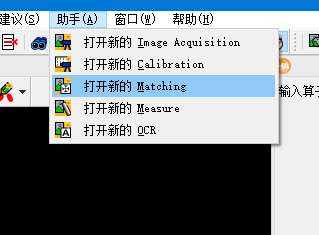 建议(S) 助手(A) 窗口(W) 帮助(H)
打开新的 Image Acquisition
打开新的 Calibration
打开新的 Matching
打开新的 Measure
打开新的 OCR
输入算子